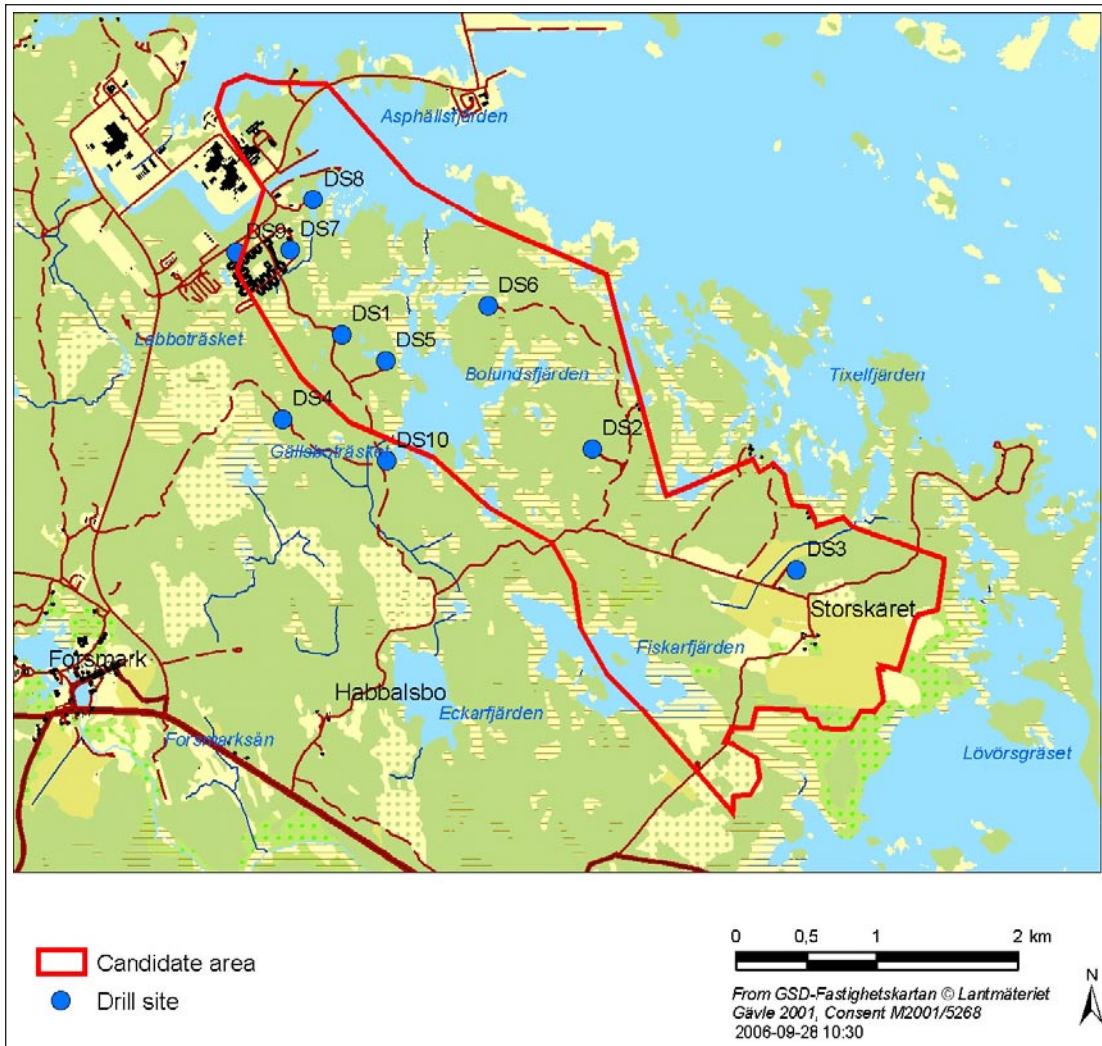 Asphällsfjärden
DS8
DS9
DS7
DS6
DS1
Labboträsket
DS5
Bolundsfjärden
Tixelfjärden
DS4
DS10
Gällsboträsket
DS2
DS3
Storskäret
Fiskarfjärden
Forsmark
Habbalsbo
Eckarfjärden
Forsmarksån
Lövörsgräset
Candidate area
Drill site
0 0,5 1 2 km
From GSD-Fastighetskartan © Lantmäteriet
Gävle 2001, Consent M2001/5268
2006-09-28 10:30
N